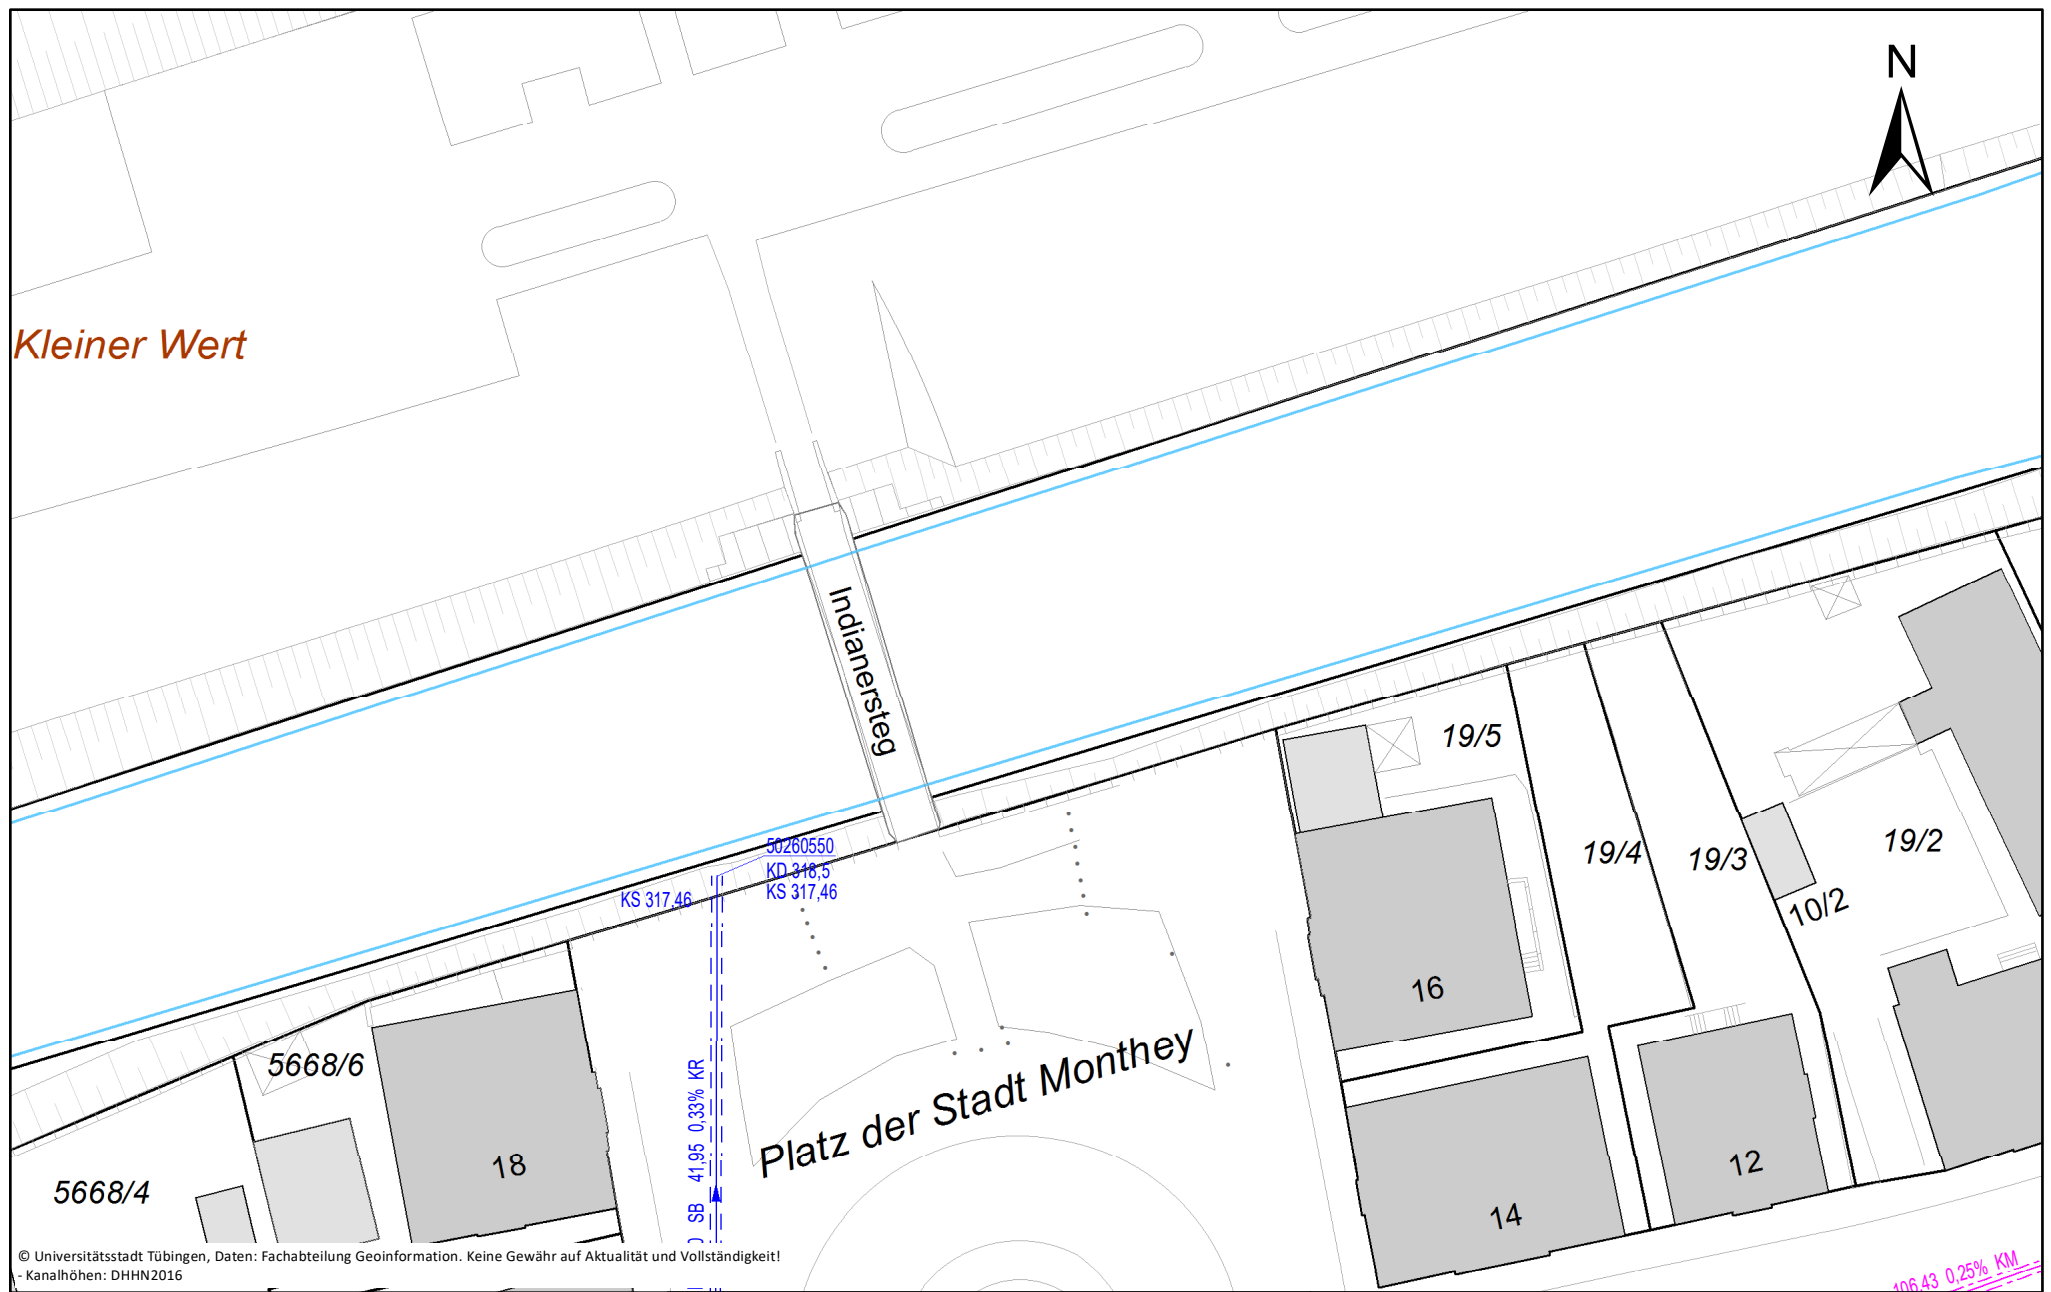 N
Kleiner Wert
Indianersteg
19/5
19/4
19/3
19/2
10/2
50260550
KD 318,5
KS 317,46
KS 317,46
16
Platz der Stadt Monthey
5668/6
18
5668/4
SB 41,95 0,33% KR
12
14
106,43 0,25% KM
© Universitätsstadt Tübingen, Daten: Fachabteilung Geoinformation. Keine Gewähr auf Aktualität und Vollständigkeit!
- Kanalhöhen: DHHN2016